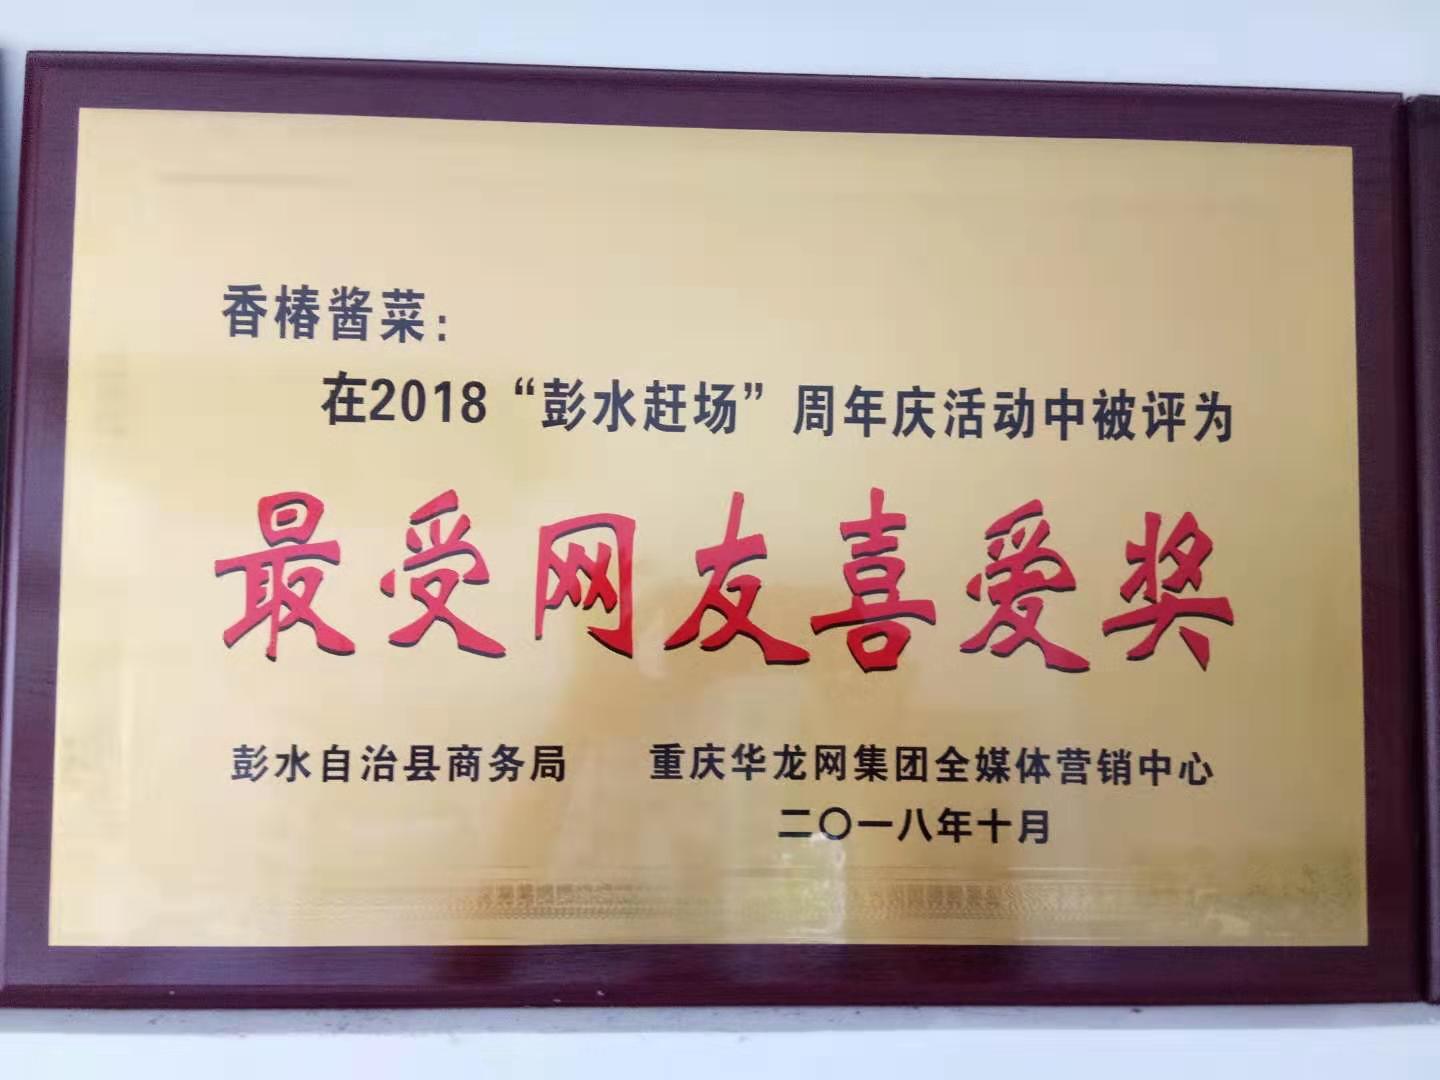 香椿酱菜：
在2018“彭水赶场”周年庆活动中被评为
最受网友喜爱奖
彭水自治县商务局 重庆华龙网集团全媒体营销中心
二〇一八年十月